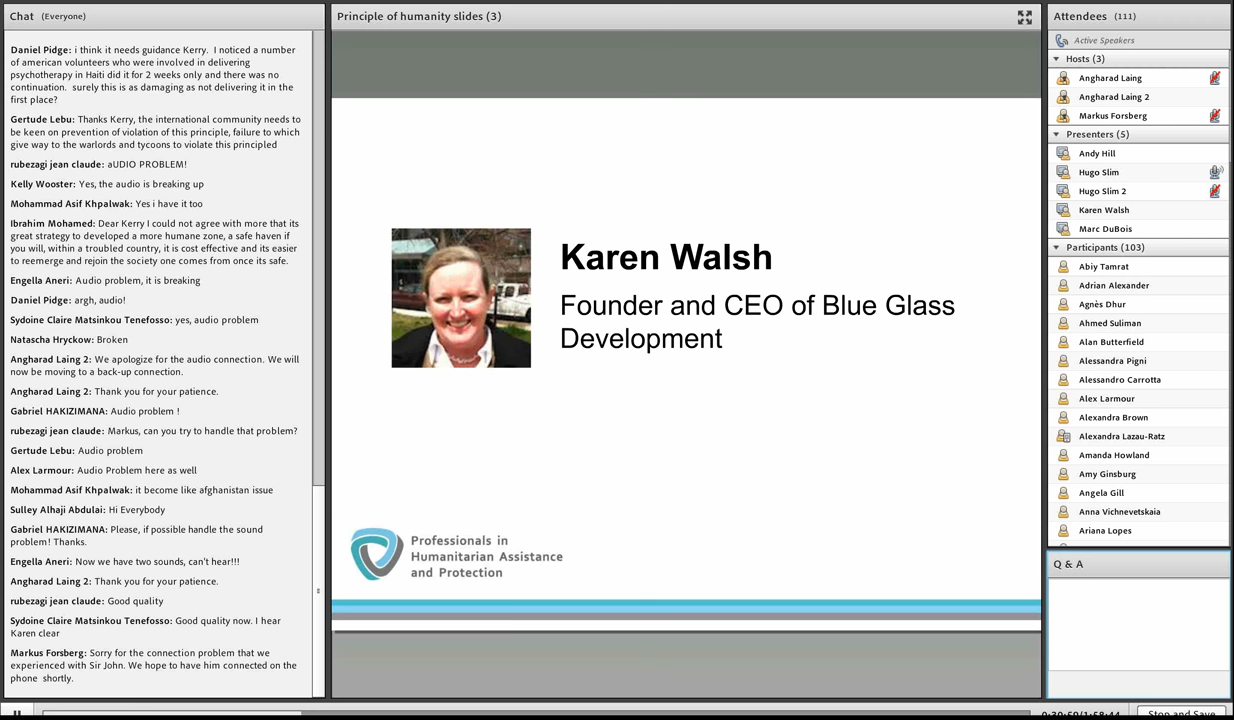 Chat (Everyone)
Daniel Pidge: i think it needs guidance Kerry. I noticed a number
of american volunteers who were involved in delivering
psychotherapy in Haiti did it for 2 weeks only and there was no
continuation. surely this is as damaging as not delivering it in the
first place?
Gertude Lebu: Thanks Kerry, the international community needs to
be keen on prevention of violation of this principle, failure to which
give way to the warlords and tycoons to violate this principled
rubezagi jean claude: aUDIO PROBLEM!
Kelly Wooster: Yes, the audio is breaking up
Mohammad Asif Khpalwak: Yes i have it too
Ibrahim Mohamed: Dear Kerry I could not agree with more that its
great strategy to developed a more humane zone, a safe haven if
you will, within a troubled country, it is cost effective and its easier
to reemerge and rejoin the society one comes from once its safe.
Engella Aneri: Audio problem, it is breaking
Daniel Pidge: argh, audio!
Sydoine Claire Matsinkou Tenefosso: yes, audio problem
Natascha Hryckow: Broken
Angharad Laing 2: We apologize for the audio connection. We will
now be moving to a back-up connection.
Angharad Laing 2: Thank you for your patience.
Gabriel HAKIZIMANA: Audio problem !
rubezagi jean claude: Markus, can you try to handle that problem?
Gertude Lebu: Audio problem
Alex Larmour: Audio Problem here as well
Mohammad Asif Khpalwak: it become like afghanistan issue
Sulley Alhaji Abdulai: Hi Everybody
Gabriel HAKIZIMANA: Please, if possible handle the sound
problem! Thanks.
Engella Aneri: Now we have two sounds, can't hear!!!
Angharad Laing 2: Thank you for your patience.
rubezagi jean claude: Good quality
Sydoine Claire Matsinkou Tenefosso: Good quality now. I hear
Karen clear
Markus Forsberg: Sorry for the connection problem that we
experienced with Sir John. We hope to have him connected on the
phone shortly.
Principle of humanity slides (3)
Karen Walsh
Founder and CEO of Blue Glass
Development
Professionals in
Humanitarian Assistance
and Protection
Attendees (111)
Active Speakers
Hosts (3)
Angharad Laing
Angharad Laing 2
Markus Forsberg
Presenters (5)
Andy Hill
Hugo Slim
Hugo Slim 2
Karen Walsh
Marc DuBois
Participants (103)
Abiy Tamrat
Adrian Alexander
Agnès Dhur
Ahmed Suliman
Alan Butterfield
Alessandra Pigni
Alessandro Carrotta
Alex Larmour
Alexandra Brown
Alexandra Lazau-Ratz
Amanda Howland
Amy Ginsburg
Angela Gill
Anna Vichnevetskaia
Ariana Lopes
Q & A
0:30:59/1:58:44
Stop and Save